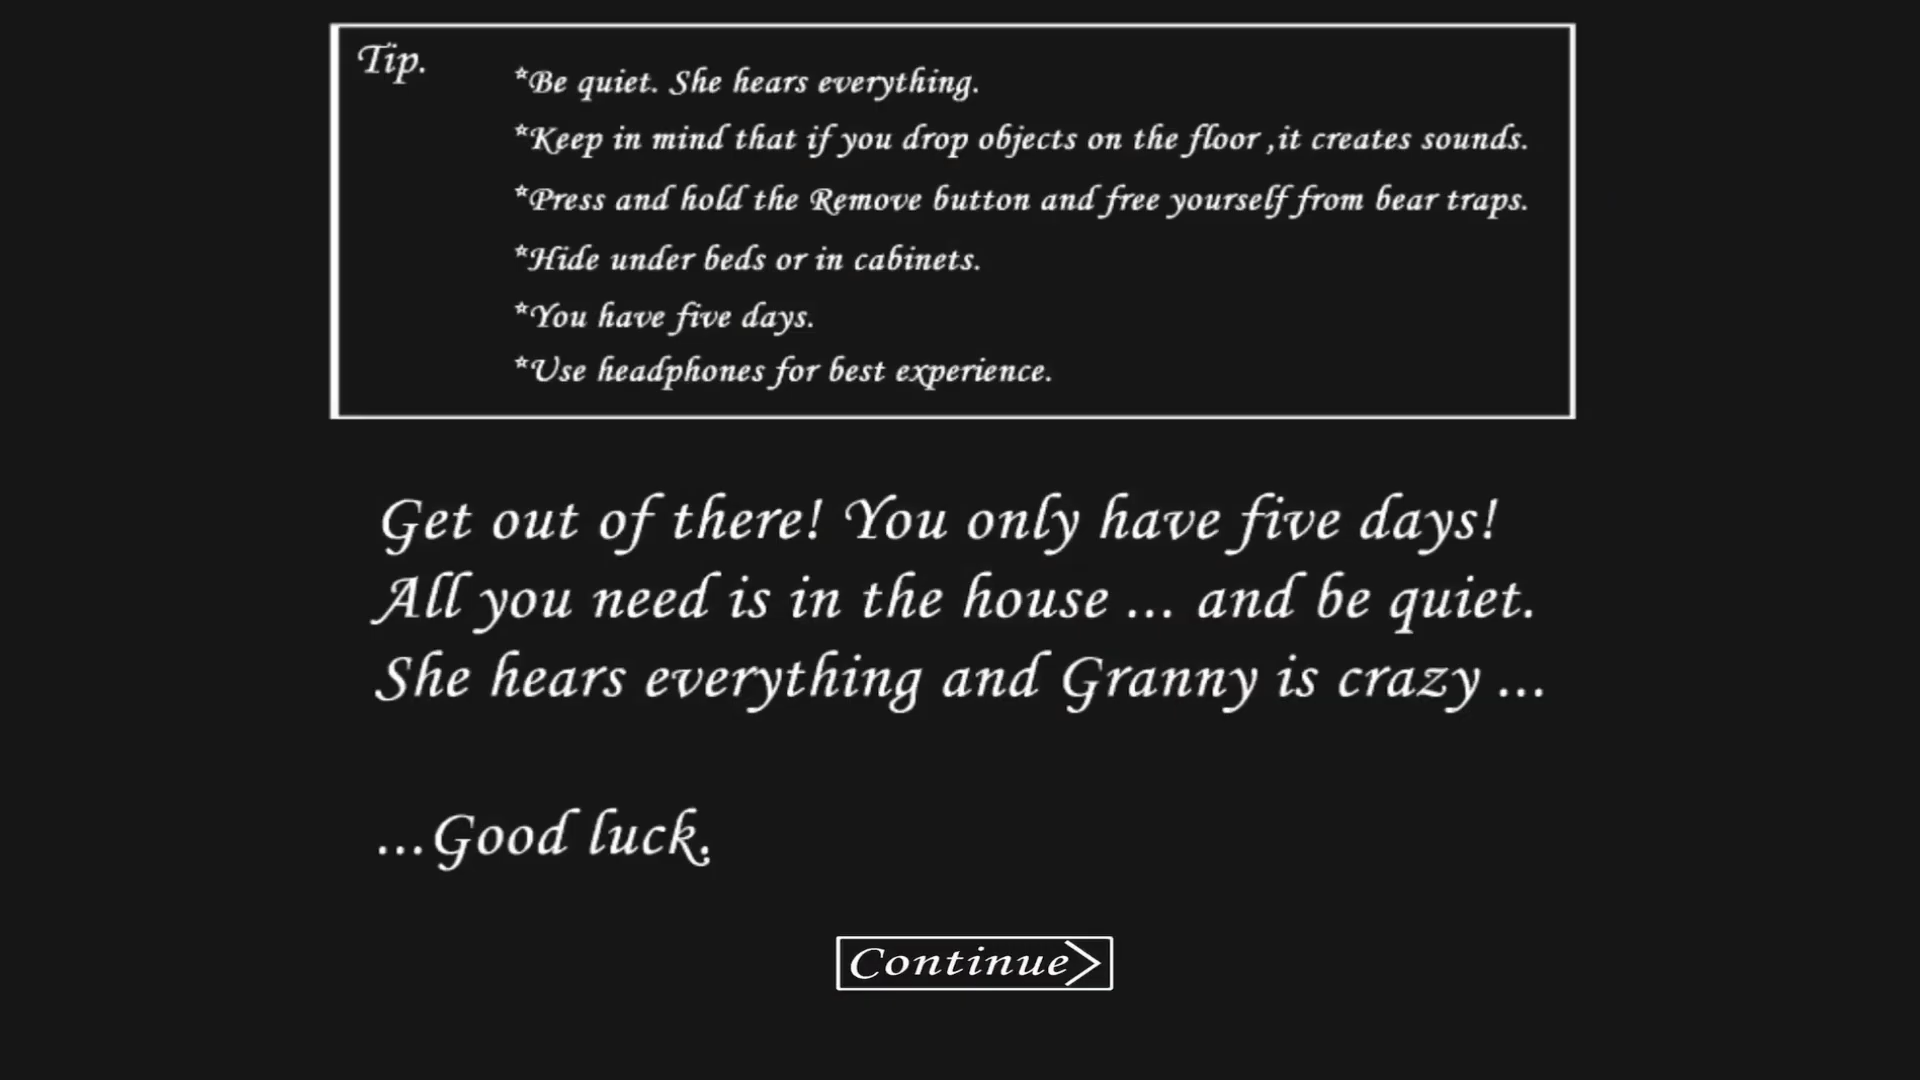 Tip.
*Be quiet. She hears everything.
*Keep in mind that if you drop objects on the floor ,it creates sounds.
*Press and hold the Remove button and free yourself from bear traps.
*Hide under beds or in cabinets.
*You have five days.
*Use headphones for best experience.
Get out of there! You only have five days!
All you need is in the house ... and be quiet.
She hears everything and Granny is crazy ...
...Good luck.
Continue>